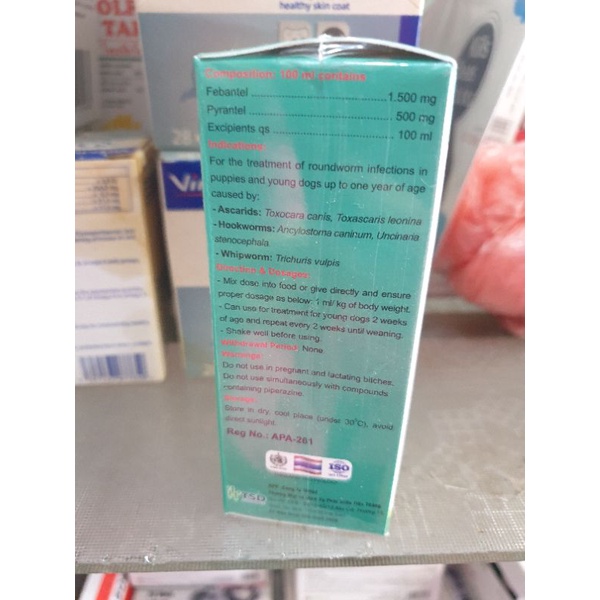 healthy skin coat
Composition: 100 ml contains
Febantel ........................ 1.500 mg
Pyrantel ........................ 500 mg
Excipients qs ........................ 100 ml
Indications:
For the treatment of roundworm infections in
puppies and young dogs up to one year of age
caused by:
- Ascarids: Toxocara canis, Toxascaris leonina
- Hookworms: Ancylostoma caninum, Uncinaria
stenocephala
- Whipworm: Trichuris vulpis
Direction & Dosages:
- Mix dose into food or give directly and ensure
proper dosage as below: 1 ml/ kg of body weight.
- Can use for treatment for young dogs 2 weeks
of age and repeat every 2 weeks until weaning.
- Shake well before using.
Withdrawal Period: None
Warnings:
Do not use in pregnant and lactating bitches.
Do not use simultaneously with compounds
containing piperazine.
Storage:
Store in dry, cool place (under 30°C), avoid
direct sunlight.
Reg No.: APA-261
ISO
TSD